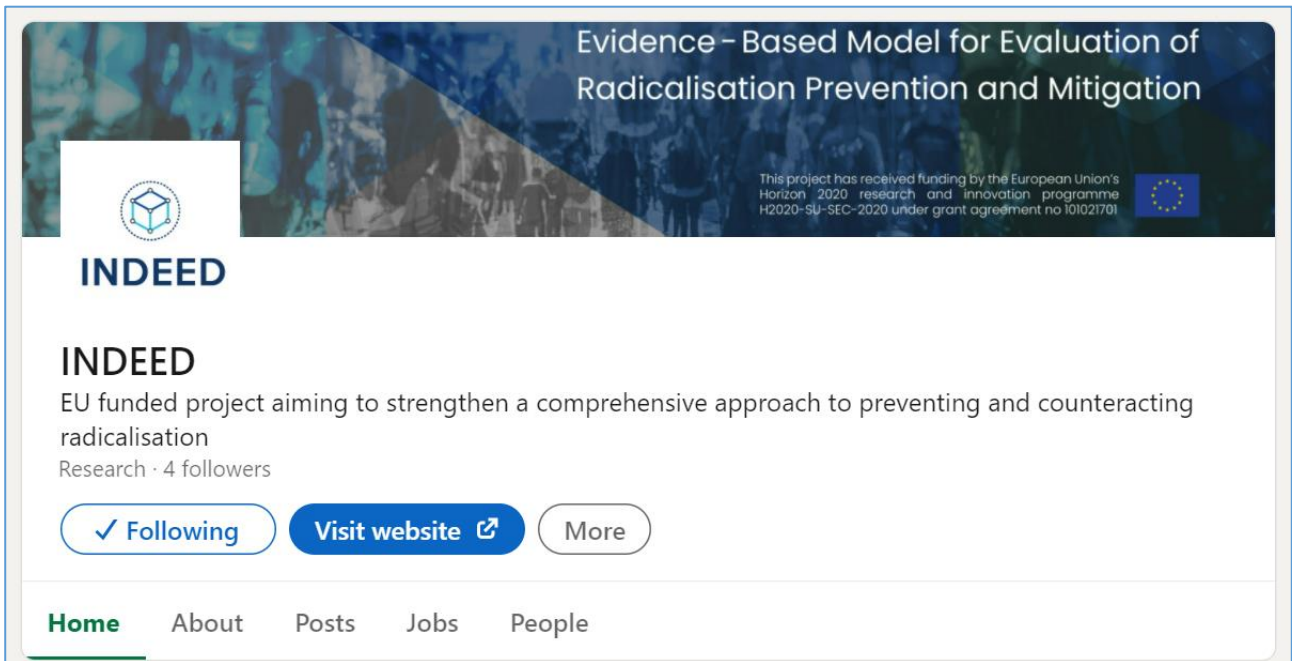 Evidence-Based Model for Evaluation of
Radicalisation Prevention and Mitigation
This project has received funding by the European Union's
Horizon 2020 research and innovation programme
H2020-SU-SEC-2020 under grant agreement no 101021701
INDEED
INDEED
EU funded project aiming to strengthen a comprehensive approach to preventing and counteracting
radicalisation
Research · 4 followers
✓ Following Visit website More
Home About Posts Jobs People